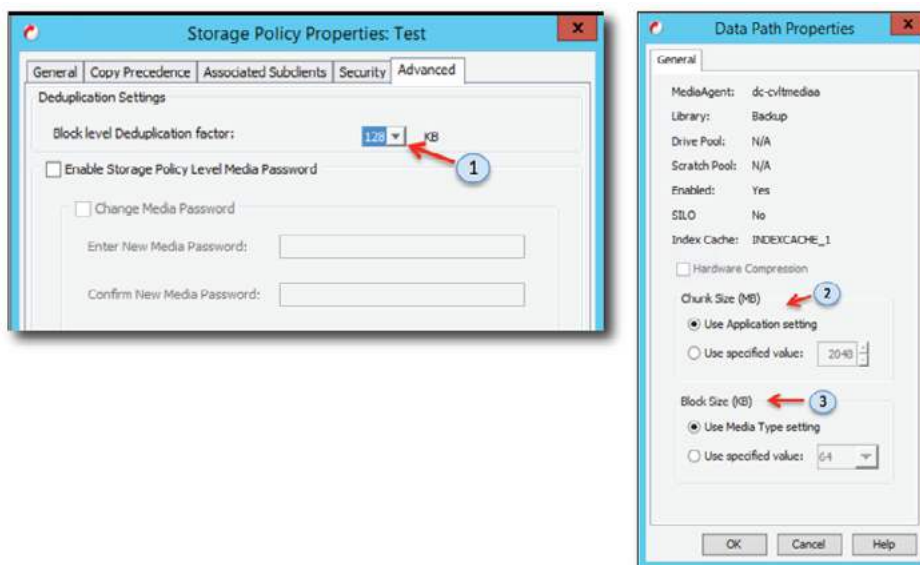 Storage Policy Properties: Test
x
General Copy Precedence Associated Subclients Security Advanced
Deduplication Settings
Block level Deduplication factor: 128 KB
1
Enable Storage Policy Level Media Password
Change Media Password
Enter New Media Password:
Confirm New Media Password:
Data Path Properties
x
General
MediaAgent: dc-cvltmediaa
Library: Backup
Drive Pool: N/A
Scratch Pool: N/A
Enabled: Yes
SILO No
Index Cache: INDEXCACHE_1
Hardware Compression
Chunk Size (MB)
2
Use Application setting
Use specified value: 2048
Block Size (KB)
3
Use Media Type setting
Use specified value: 64
OK Cancel Help